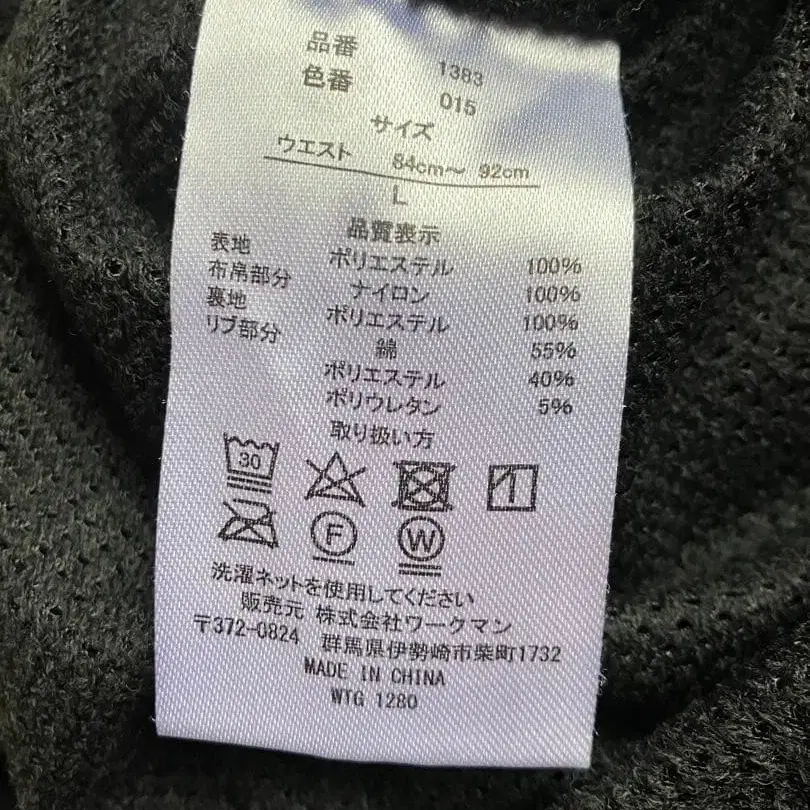 品番 1383
色番 015
サイズ
ウエスト 84cm～ 92cm
L
品質表示
表地 ポリエステル 100%
布帛部分 ナイロン 100%
裏地 ポリエステル 100%
リブ部分 綿 55%
ポリエステル 40%
ポリウレタン 5%
取り扱い方
30
F W
洗濯ネットを使用してください
販売元 株式会社ワークマン
〒372-0824 群馬県伊勢崎市柴町1732
MADE IN CHINA
WTG 1280